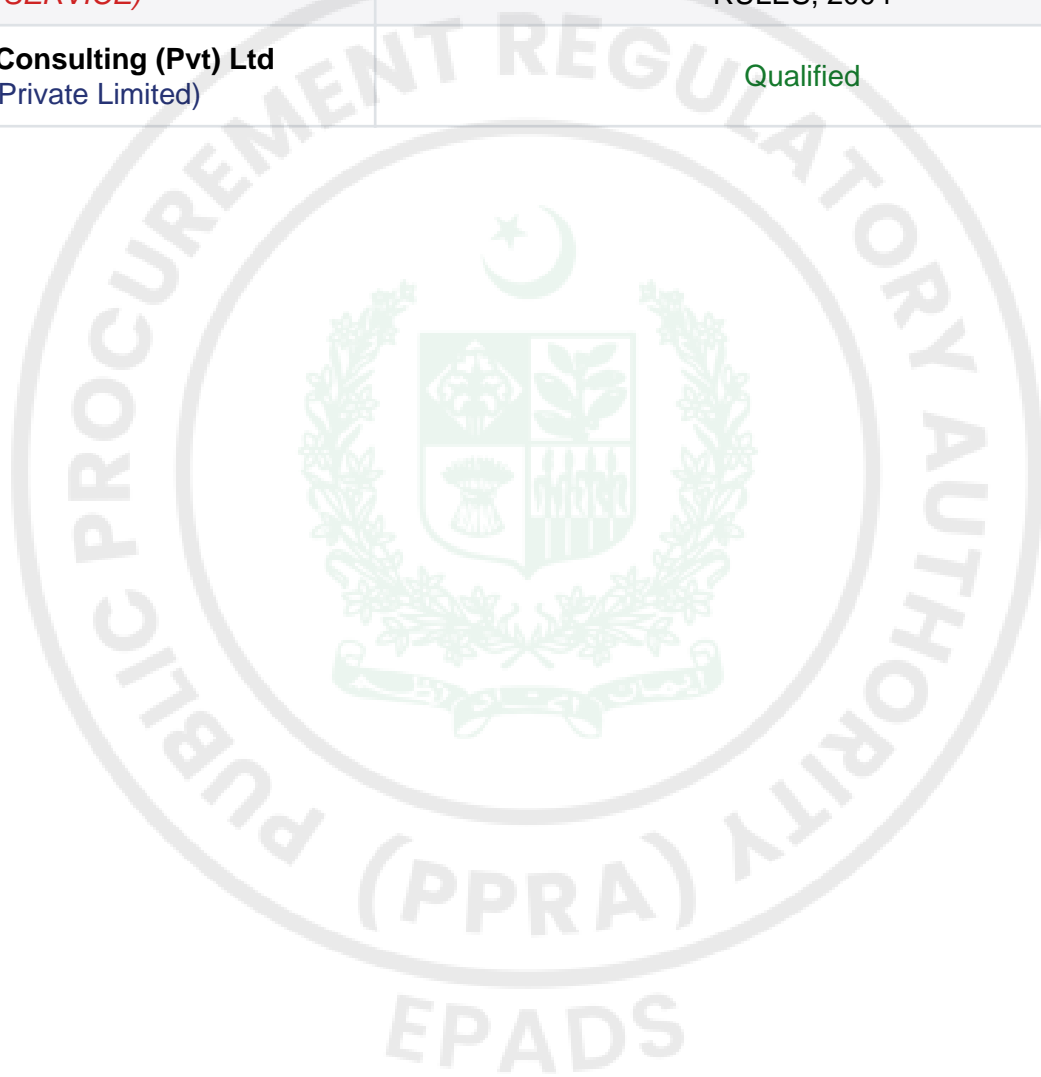 SERVICE)
RULES, 2004
Consulting (Pvt) Ltd
Private Limited)
Qualified
PUBLIC PROCUREMENT REGULATORY AUTHORITY
(PPRA)
EPADS